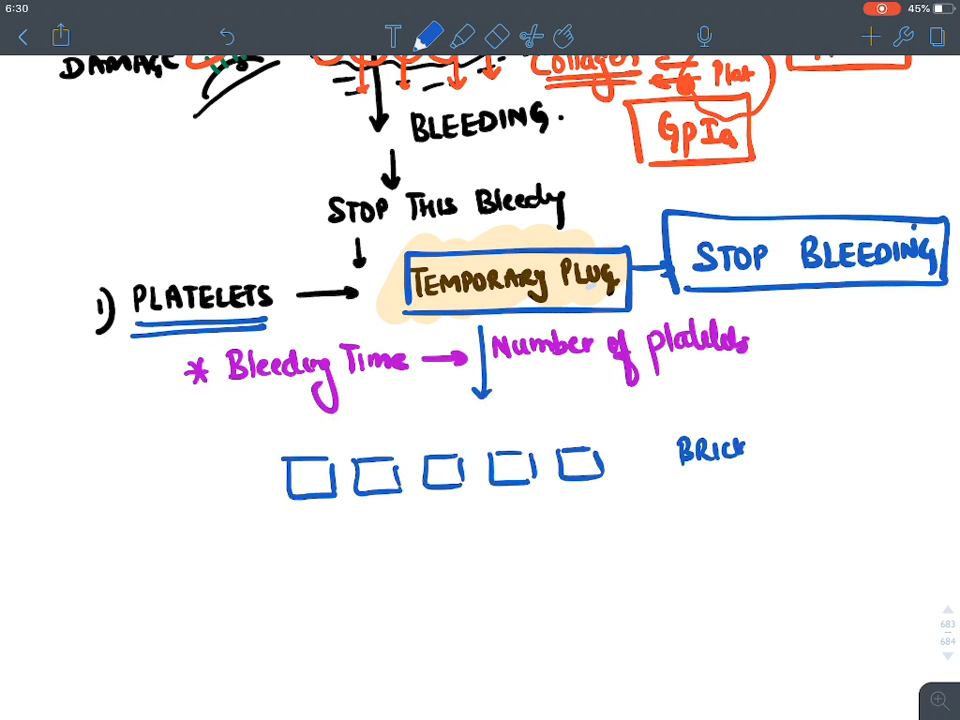 6:30
45%
T
DAMAGE
Collagen
Plat
GpIa
BLEEDING.
STOP THIS Bleedy
1) PLATELETS
TEMPORARY PLUG
STOP BLEEDING
* Bleeding Time → Number of platelets
BRICK
683
684